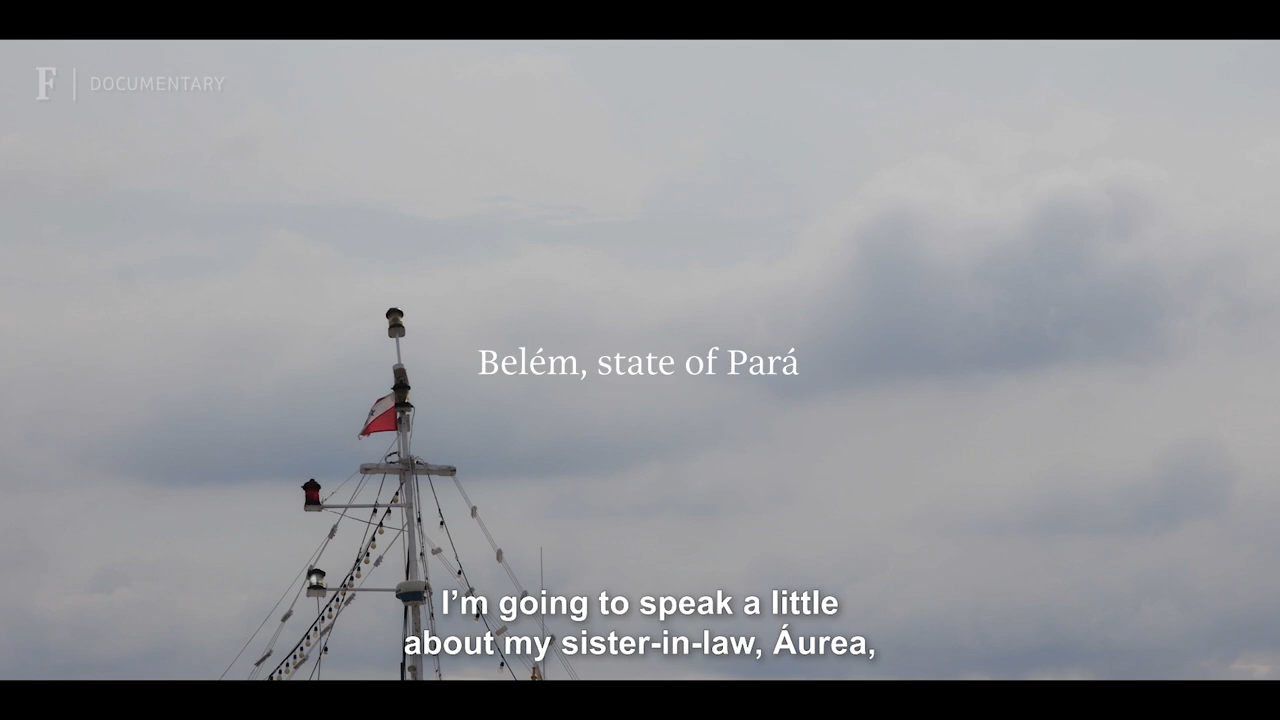 F | DOCUMENTARY
Belém, state of Pará
I’m going to speak a little
about my sister-in-law, Áurea,